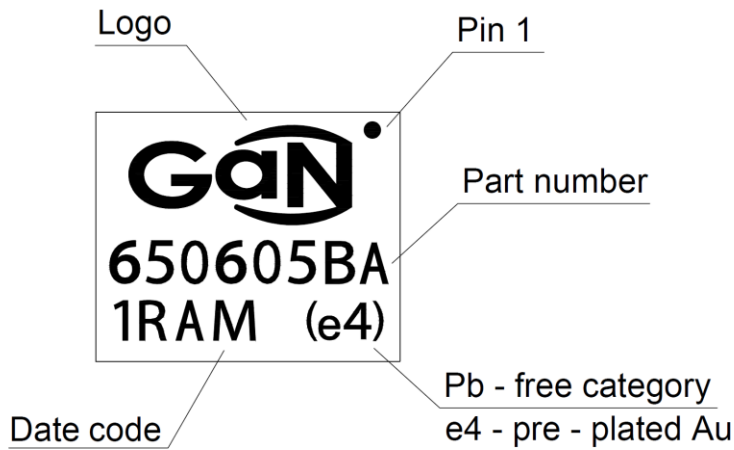 Logo
Pin 1
GaN
Part number
650605BA
1RAM (e4)
Pb - free category
e4 - pre - plated Au
Date code